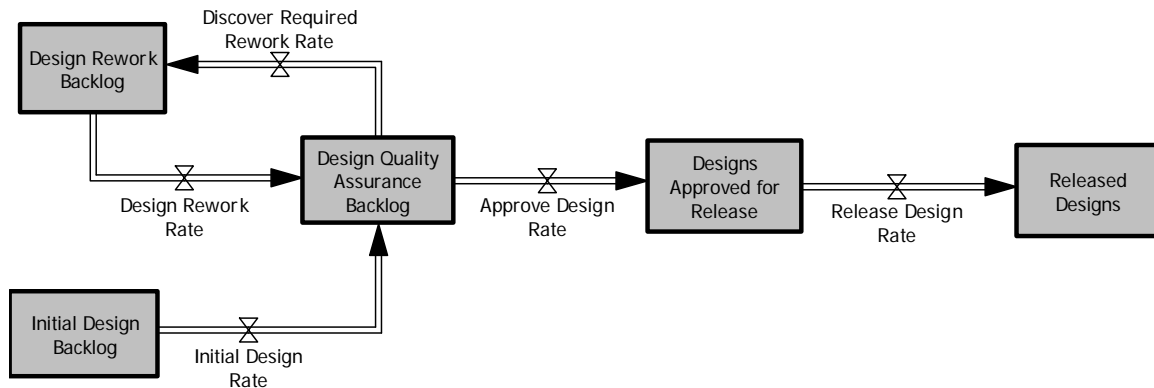 Discover Required
Rework Rate
Design Rework
Backlog
Design Quality
Assurance
Backlog
Design Rework
Rate
Approve Design
Rate
Designs
Approved for
Release
Release Design
Rate
Released
Designs
Initial Design
Backlog
Initial Design
Rate